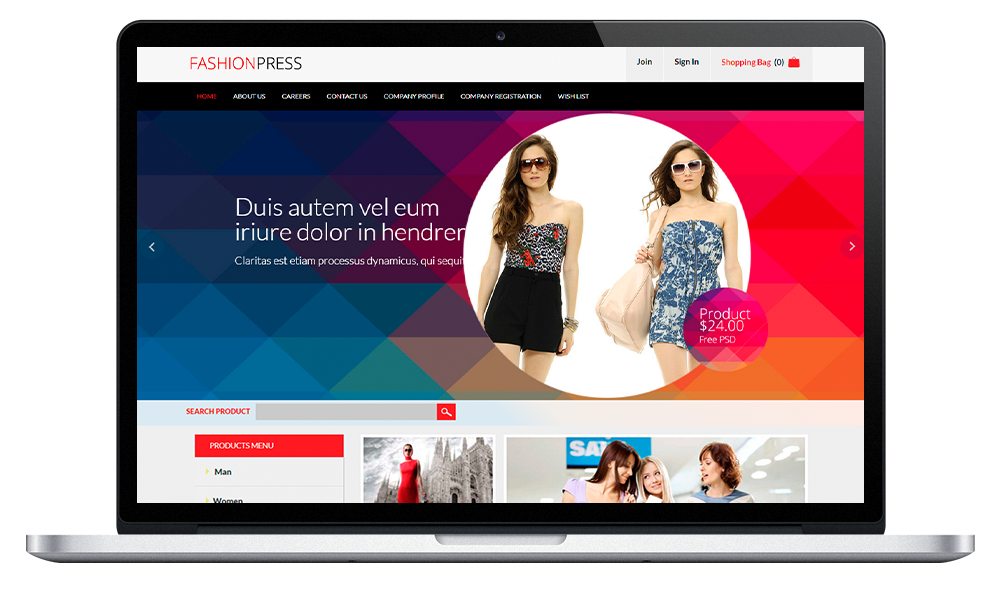 FASHIONPRESS
Join
Sign In
Shopping Bag (0)
HOME
ABOUT US
CAREERS
CONTACT US
COMPANY PROFILE
COMPANY REGISTRATION
WISH LIST
Duis autem vel eum
iriure dolor in hendrer
Claritas est etiam processus dynamicus, qui sequit
Product
$24.00
Free PSD
SEARCH PRODUCT
PRODUCTS MENU
Man
Women